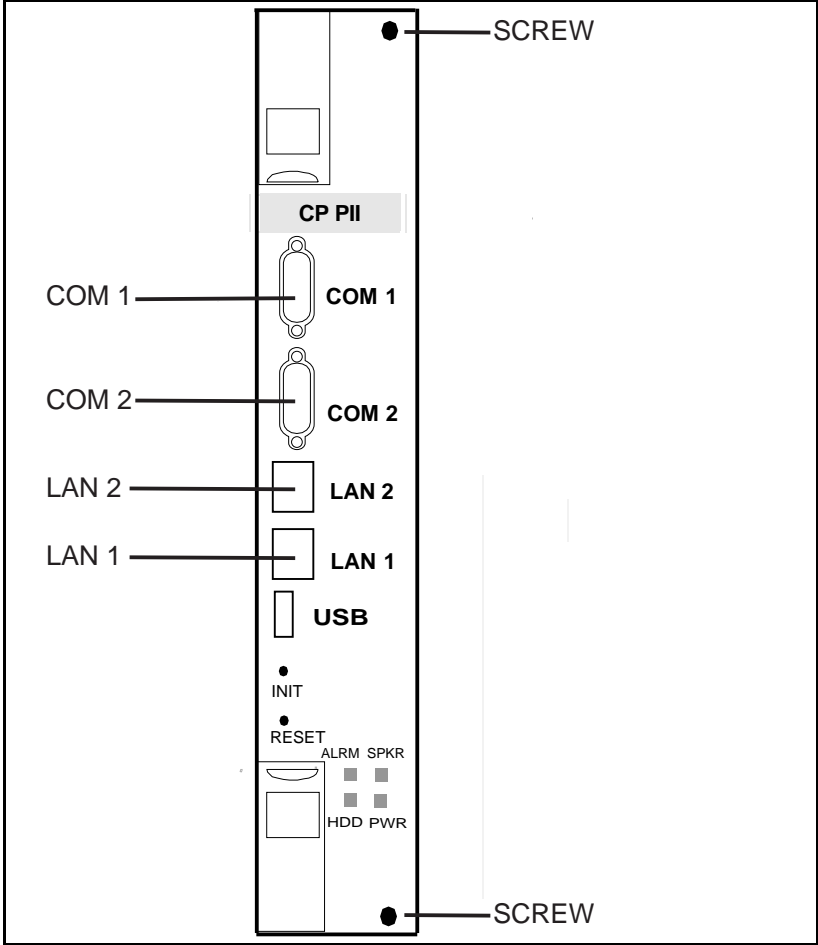 SCREW
CP PII
COM 1 COM 1
COM 2 COM 2
LAN 2 LAN 2
LAN 1 LAN 1
USB
INIT
RESET
ALRM SPKR
HDD PWR
SCREW